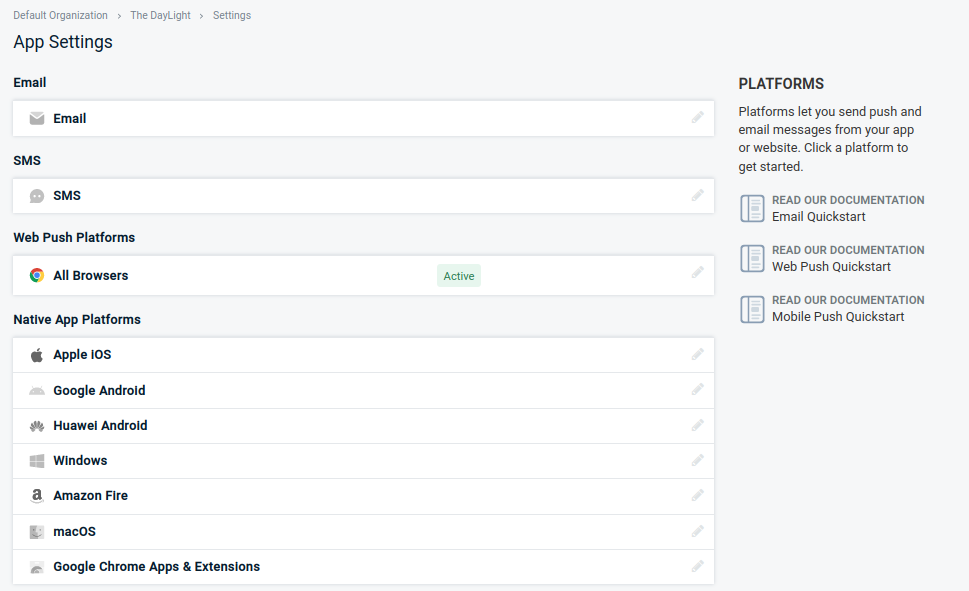 Default Organization › The DayLight › Settings
App Settings
Email
Email
SMS
SMS
Web Push Platforms
All Browsers
Active
Native App Platforms
Apple iOS
Google Android
Huawei Android
Windows
Amazon Fire
macOS
Google Chrome Apps & Extensions
PLATFORMS
Platforms let you send push and
email messages from your app
or website. Click a platform to
get started.
READ OUR DOCUMENTATION
Email Quickstart
READ OUR DOCUMENTATION
Web Push Quickstart
READ OUR DOCUMENTATION
Mobile Push Quickstart